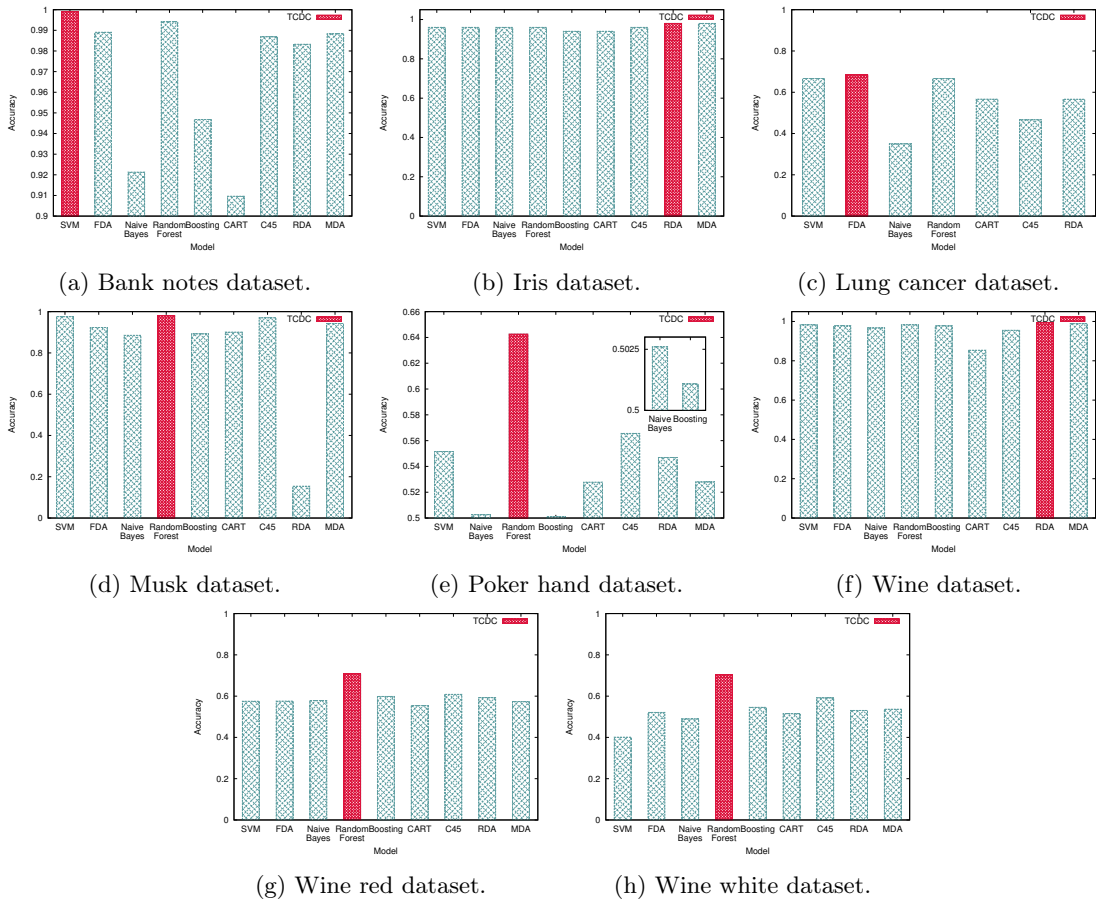 TCDC
1
0.99
0.98
0.97
0.96
0.95
0.94
0.93
0.92
0.91
0.9
Accuracy
SVM FDA Naive Bayes Random Forest Boosting CART C45 RDA MDA
Model
(a) Bank notes dataset.
TCDC
1
0.8
0.6
0.4
0.2
0
Accuracy
SVM FDA Naive Bayes Random Forest Boosting CART C45 RDA MDA
Model
(b) Iris dataset.
TCDC
1
0.8
0.6
0.4
0.2
0
Accuracy
SVM FDA Naive Bayes Random Forest CART C45 RDA
Model
(c) Lung cancer dataset.
TCDC
1
0.8
0.6
0.4
0.2
0
Accuracy
SVM FDA Naive Bayes Random Forest Boosting CART C45 RDA MDA
Model
(d) Musk dataset.
TCDC
0.66
0.64
0.62
0.6
0.58
0.56
0.54
0.52
0.5
Accuracy
0.5025
0.5
Naive Bayes Boosting
SVM Naive Bayes Random Forest Boosting CART C45 RDA MDA
Model
(e) Poker hand dataset.
TCDC
1
0.8
0.6
0.4
0.2
0
Accuracy
SVM FDA Naive Bayes Random Forest Boosting CART C45 RDA MDA
Model
(f) Wine dataset.
TCDC
1
0.8
0.6
0.4
0.2
0
Accuracy
SVM FDA Naive Bayes Random Forest Boosting CART C45 RDA MDA
Model
(g) Wine red dataset.
TCDC
1
0.8
0.6
0.4
0.2
0
Accuracy
SVM FDA Naive Bayes Random Forest Boosting CART C45 RDA MDA
Model
(h) Wine white dataset.